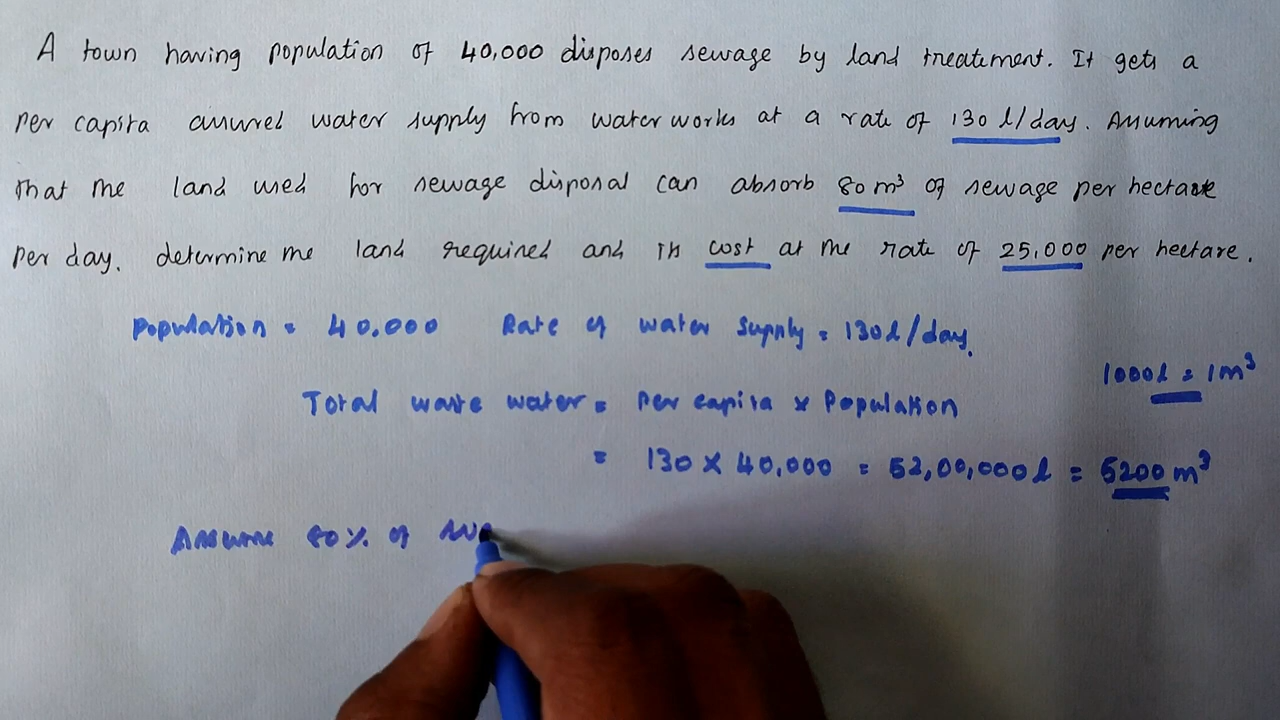 A town having population of 40,000 disposes sewage by land treatment. It gets a
per capita assured water supply from water works at a rate of 130 l/day. Assuming
that the land used for sewage disposal can absorb 80 m³ of sewage per hectare
per day. determine the land required and its cost at the rate of 25,000 per hectare.
Population = 40,000 Rate of water supply = 130 l/day.
1000l = 1m³
Total waste water = Per capita x Population
= 130 x 40,000 = 52,00,000 l = 5200 m³
Assume 80% of